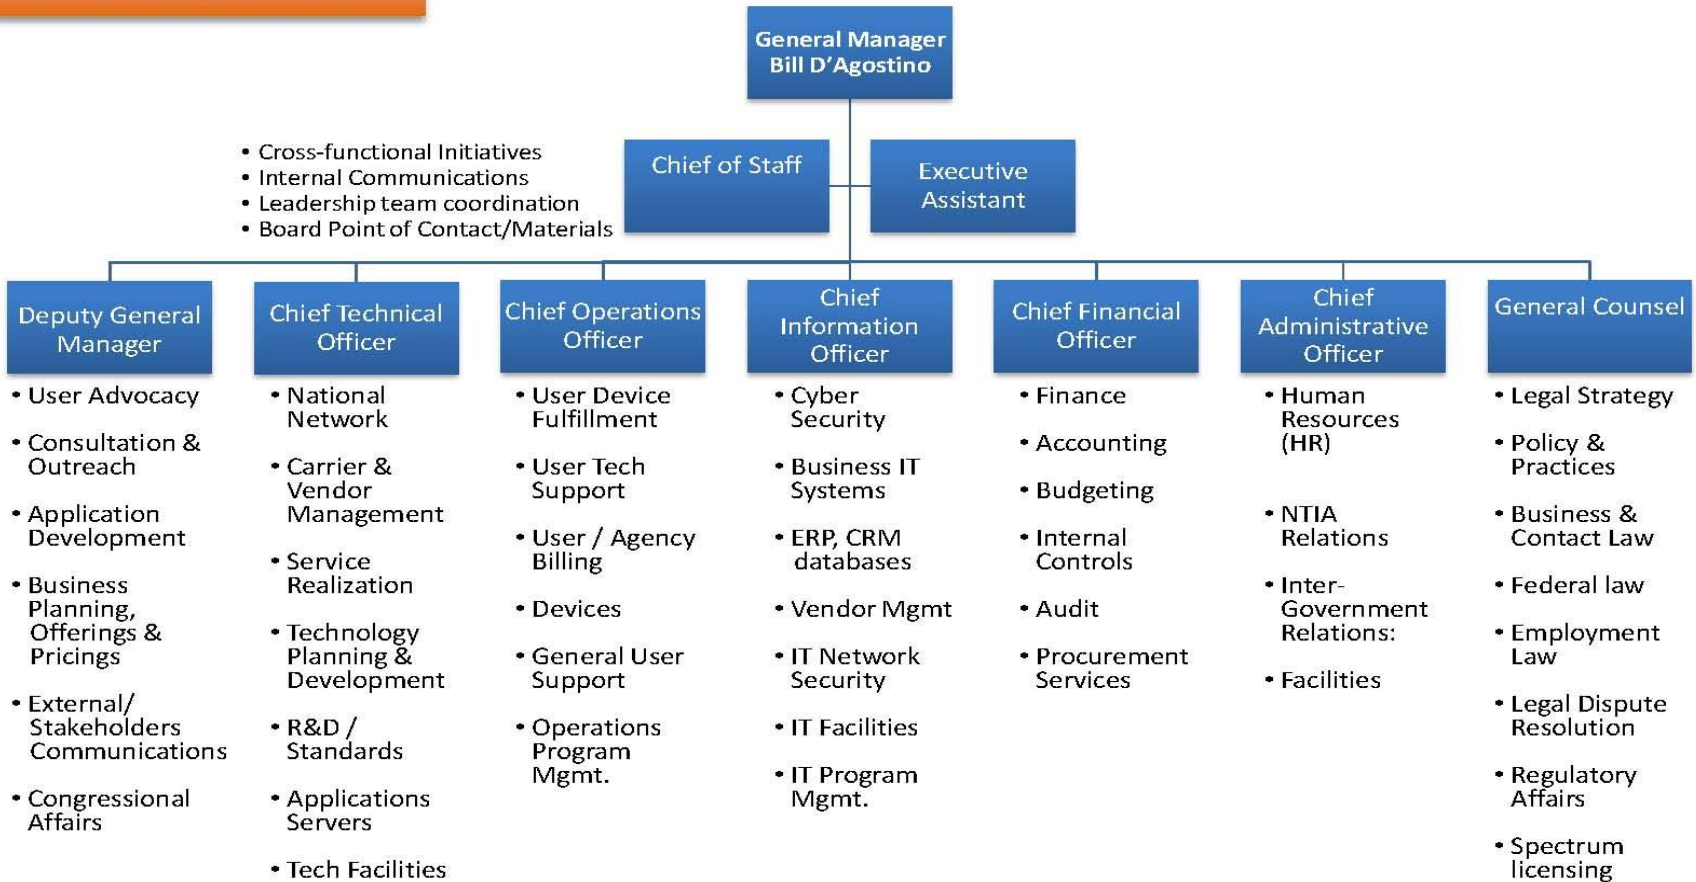 General Manager
Bill D’Agostino
• Cross-functional Initiatives
• Internal Communications
• Leadership team coordination
• Board Point of Contact/Materials
Chief of Staff
Executive
Assistant
Deputy General
Manager
• User Advocacy
• Consultation &
Outreach
• Application
Development
• Business
Planning,
Offerings &
Pricings
• External/
Stakeholders
Communications
• Congressional
Affairs
Chief Technical
Officer
• National
Network
• Carrier &
Vendor
Management
• Service
Realization
• Technology
Planning &
Development
• R&D /
Standards
• Applications
Servers
• Tech Facilities
Chief Operations
Officer
• User Device
Fulfillment
• User Tech
Support
• User / Agency
Billing
• Devices
• General User
Support
• Operations
Program
Mgmt.
Chief
Information
Officer
• Cyber
Security
• Business IT
Systems
• ERP, CRM
databases
• Vendor Mgmt
• IT Network
Security
• IT Facilities
• IT Program
Mgmt.
Chief Financial
Officer
• Finance
• Accounting
• Budgeting
• Internal
Controls
• Audit
• Procurement
Services
Chief
Administrative
Officer
• Human
Resources
(HR)
• NTIA
Relations
• Inter-
Government
Relations:
• Facilities
General Counsel
• Legal Strategy
• Policy &
Practices
• Business &
Contact Law
• Federal law
• Employment
Law
• Legal Dispute
Resolution
• Regulatory
Affairs
• Spectrum
licensing